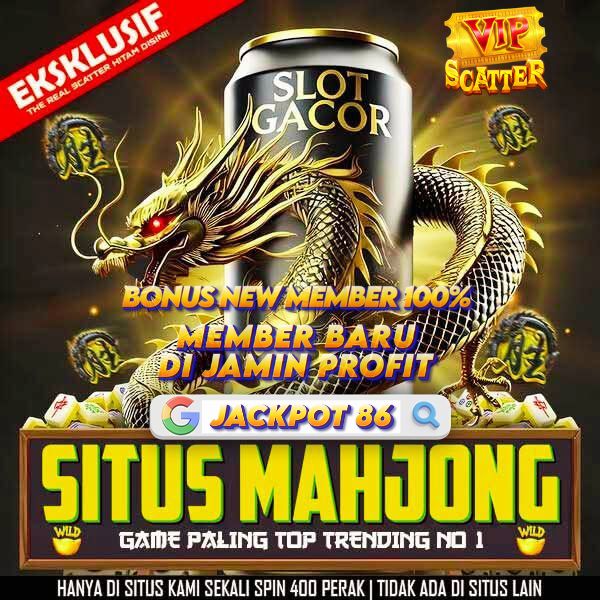 EKSKLUSIF
THE REAL SCATTER HITAM DISINI!!
VIP
SCATTER
SLOT
GACOR
BONUS NEW MEMBER 100%
MEMBER BARU
DI JAMIN PROFIT
G JACKPOT 86
SITUS MAHJONG
WILD
WILD
GAME PALING TOP TRENDING NO 1
HANYA DI SITUS KAMI SEKALI SPIN 400 PERAK | TIDAK ADA DI SITUS LAIN